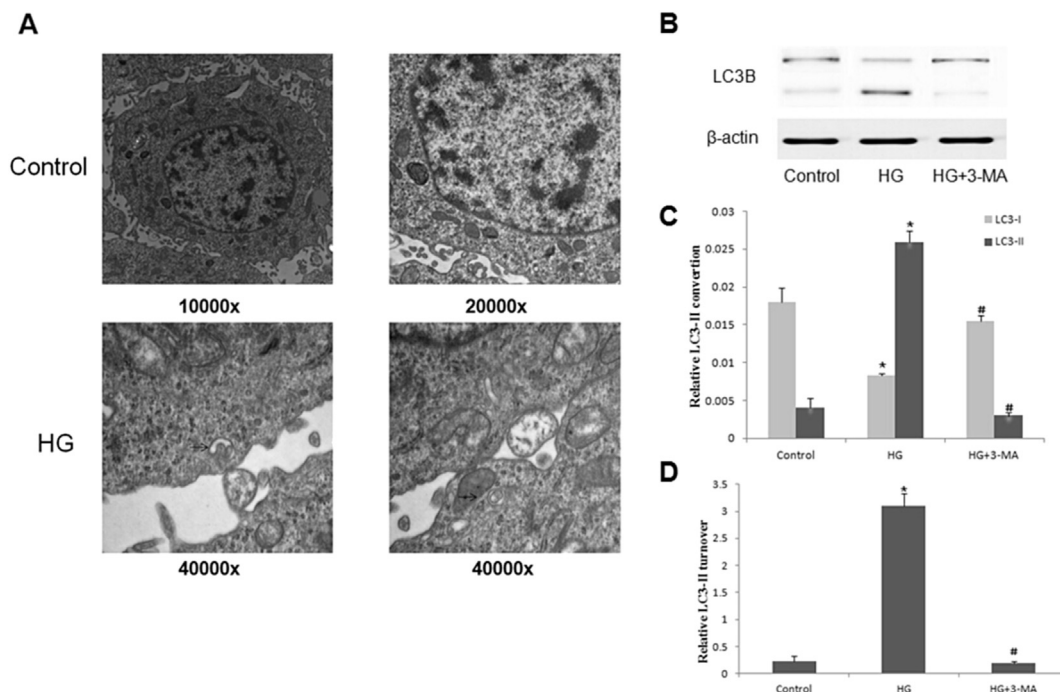 A
Control
10000x
20000x
HG
40000x
40000x
B
LC3B
β-actin
Control HG HG+3-MA
C
Relative LC3-II convertion
0.03
0.025
0.02
0.015
0.01
0.005
0
LC3-I
LC3-II
*
*
#
#
Control HG HG+3-MA
D
Relative LC3-II turnover
3.5
3
2.5
2
1.5
1
0.5
0
*
#
Control HG HG+3-MA